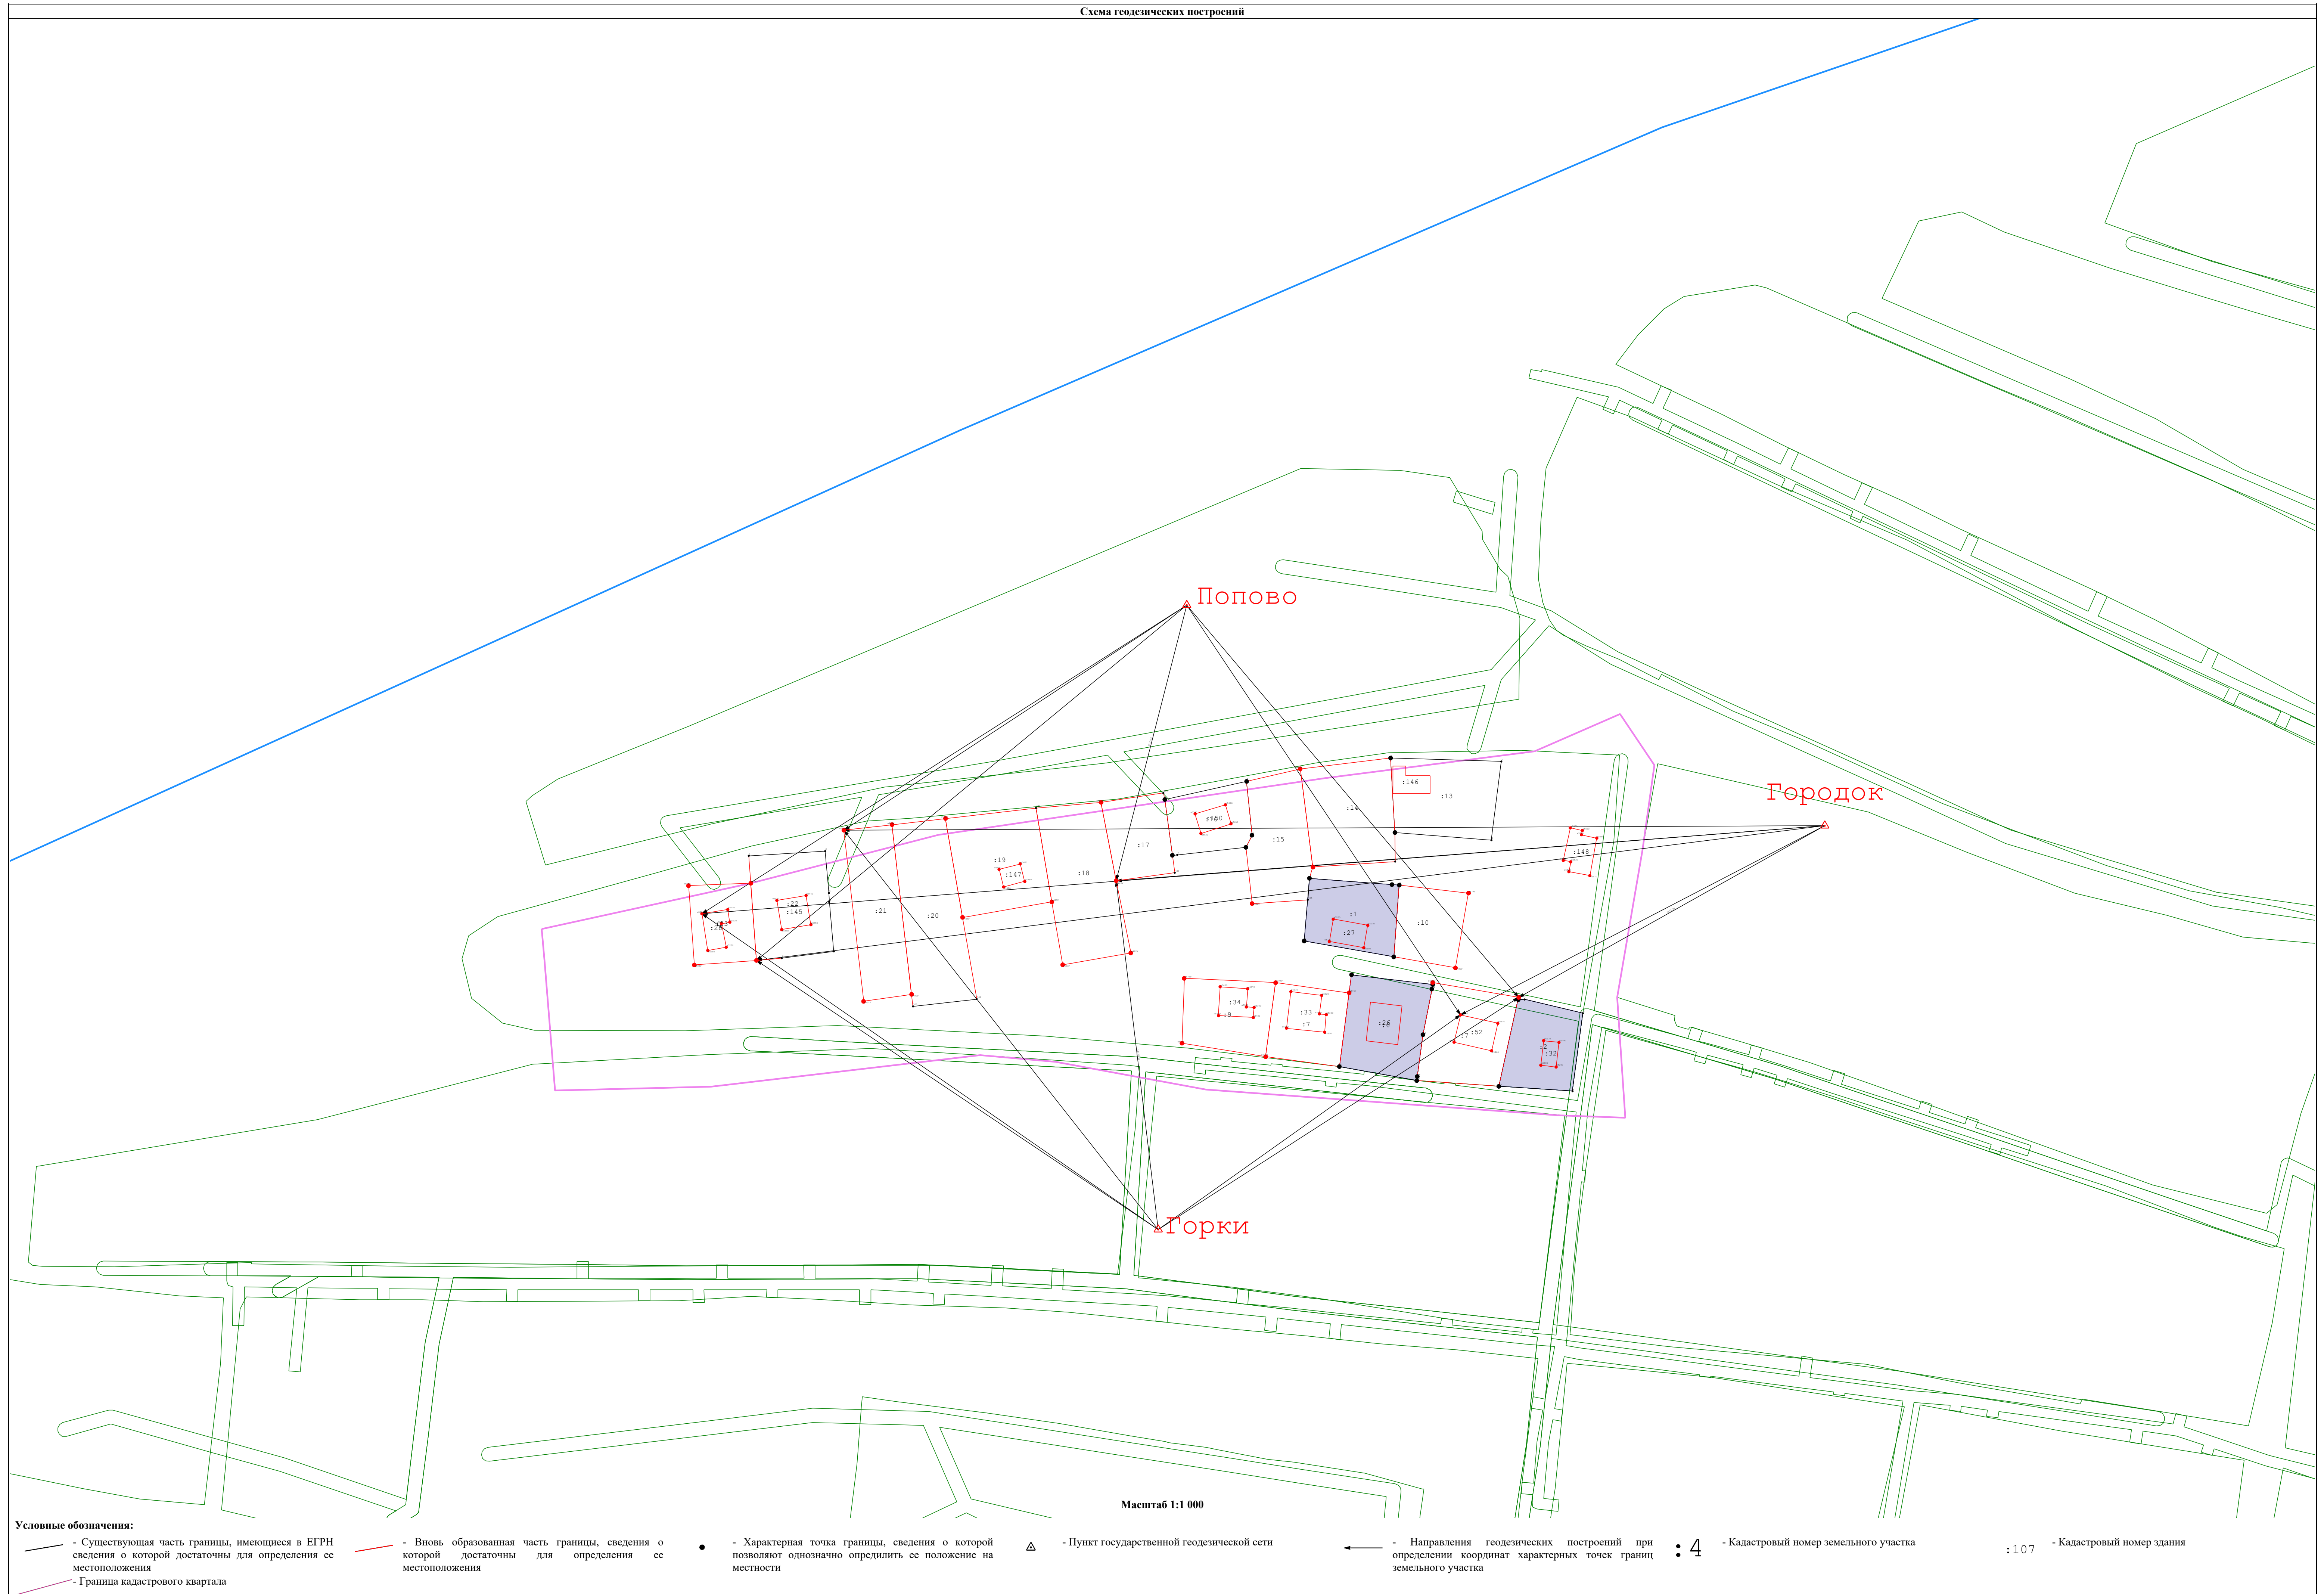 Схема геодезических построений
Попово
Городок
:146
:13
:14
:15
:17
:148
:19
:147
:18
:22
:145
:21
:20
:1
:27
:10
:34
:9
:33
:7
:52
:32
Горки
Масштаб 1:1 000
Условные обозначения:
- Существующая часть границы, имеющиеся в ЕГРН
сведения о которой достаточны для определения ее
местоположения
- Граница кадастрового квартала
- Вновь образованная часть границы, сведения о
которой достаточны для определения ее
местоположения
- Характерная точка границы, сведения о которой
позволяют однозначно опредилить ее положение на
местности
- Пункт государственной геодезической сети
- Направления геодезических построений при
определении координат характерных точек границ
земельного участка
:4
- Кадастровый номер земельного участка
:107
- Кадастровый номер здания